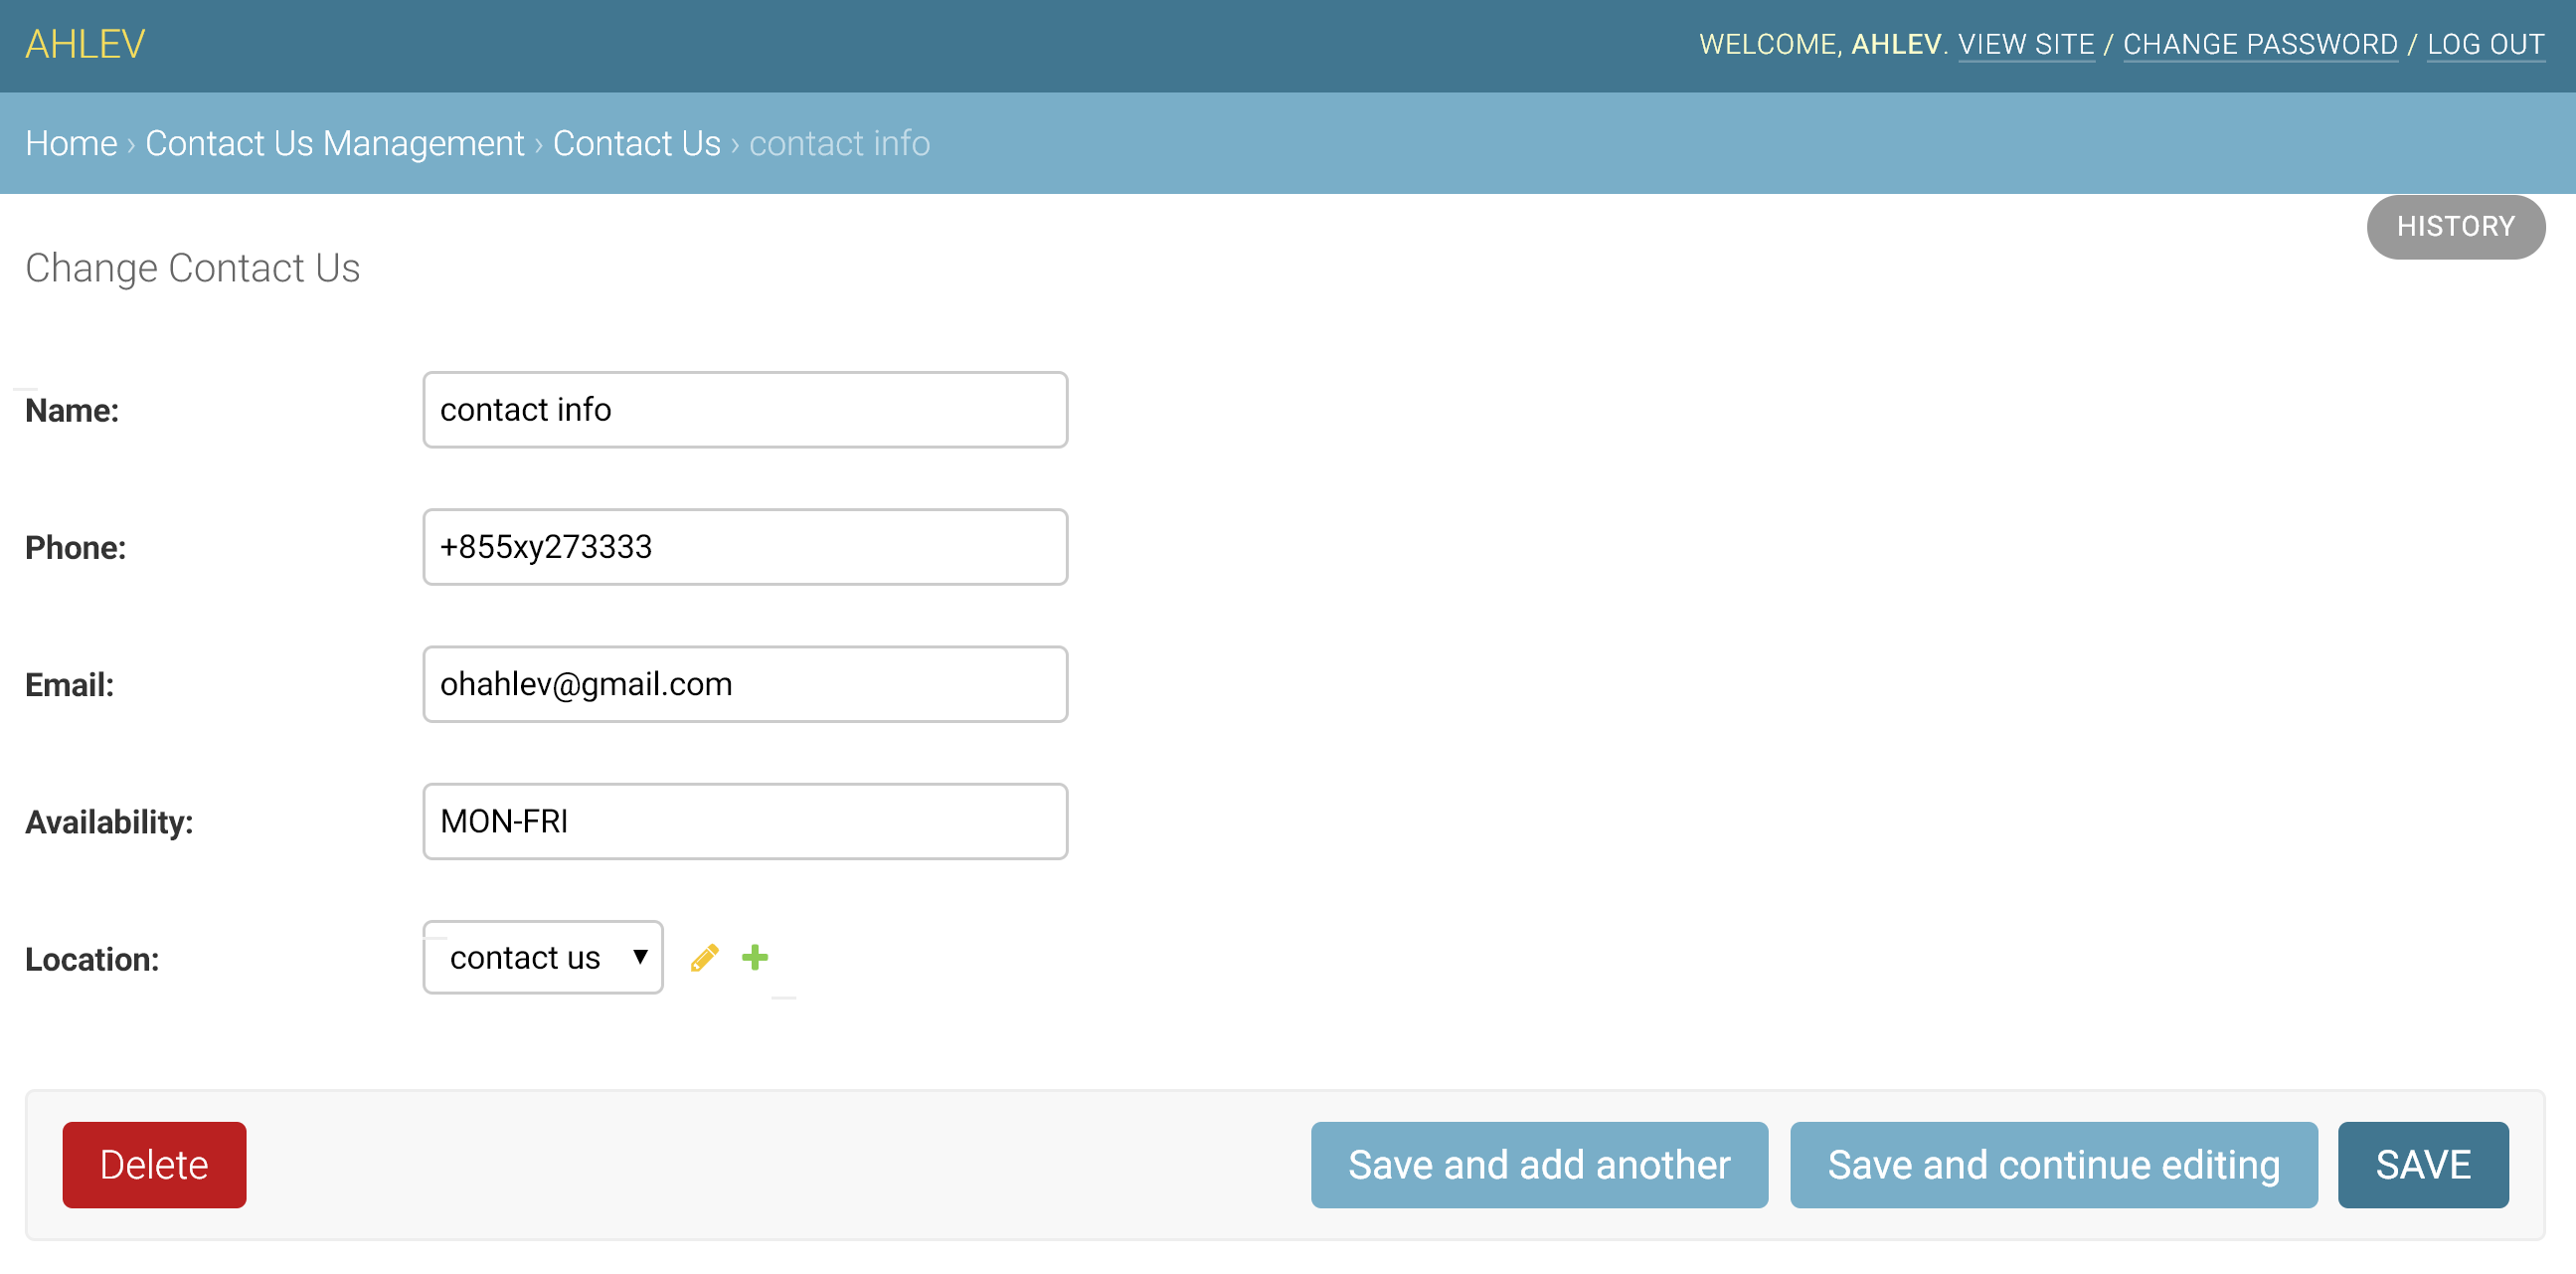 AHLEV
WELCOME, AHLEV. VIEW SITE / CHANGE PASSWORD / LOG OUT
Home › Contact Us Management › Contact Us › contact info
HISTORY
Change Contact Us
Name: contact info
Phone: +855xy273333
Email: ohahlev@gmail.com
Availability: MON-FRI
Location: contact us
Delete Save and add another Save and continue editing SAVE